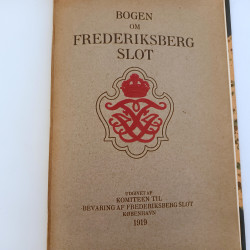 BOGEN
OM
FREDERIKSBERG
SLOT
UDGIVET AF
KOMITEEN TIL
BEVARING AF FREDERIKSBERG SLOT
KØBENHAVN
1919